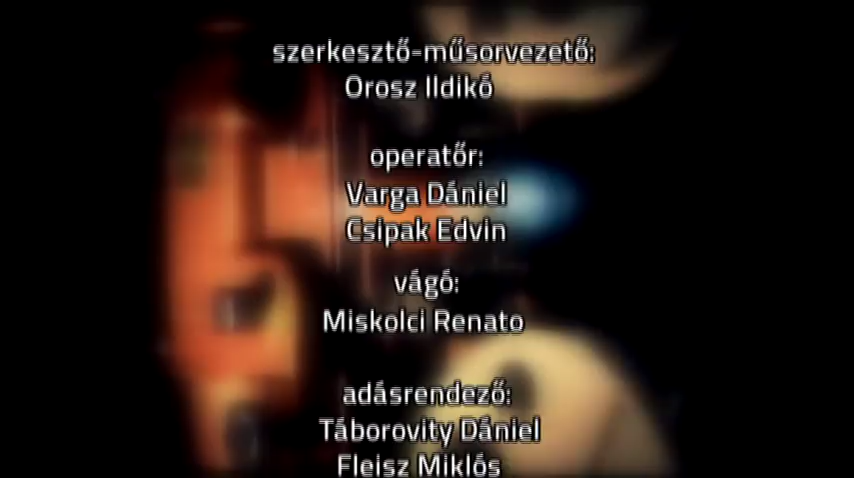 szerkesztő-műsorvezető:
Orosz Ildikó
operatőr:
Varga Dániel
Csipak Edvin
vágó:
Miskolci Renato
adásrendező:
Táborovity Dániel
Fleisz Miklós